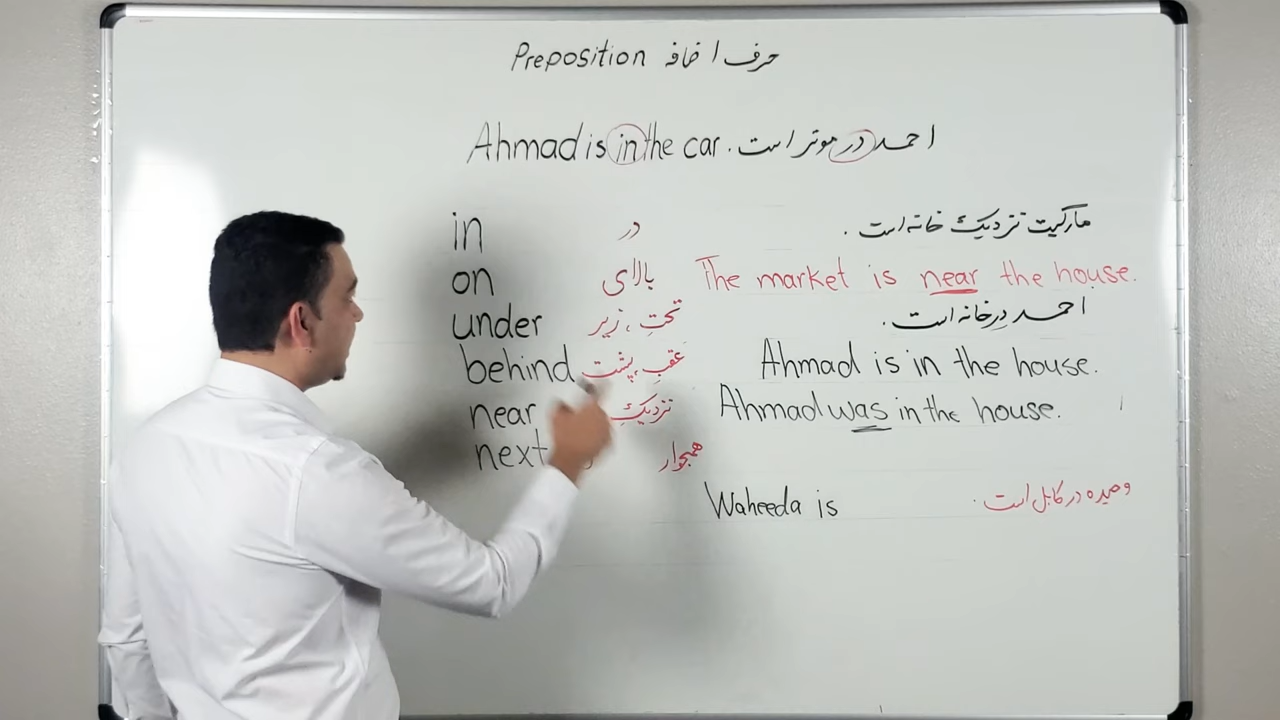 Preposition حرف اضافه
Ahmad is in the car. احمد در موتر است
in در
on بالای
under تحتِ ، زیر
behind عقبِ ، پشت
near نزدیکِ
next همجوار
مارکیت نزدیک خانه است .
The market is near the house.
احمد درخانه است .
Ahmad is in the house.
Ahmad was in the house.
وحیده در کابل است .
Waheeda is